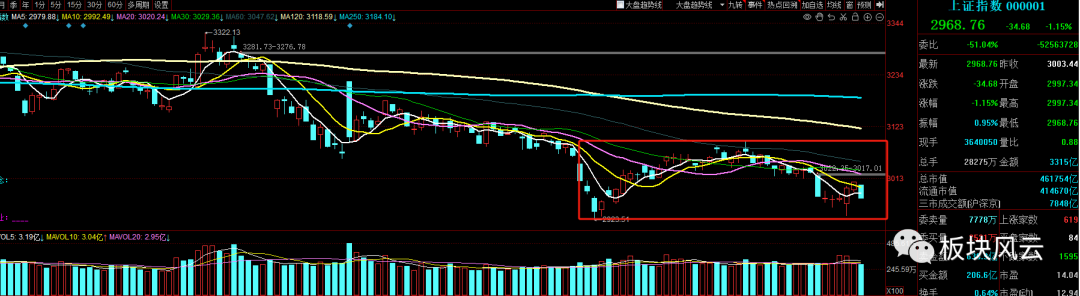 月 季 年 1分 5分 15分 30分 60分 多周期 设置
大盘趋势线 大盘趋势线 九转 事件 热点回测 加自选 均线 窗 预测
MA5: 2979.88↓ MA10: 2992.49↓ MA20: 3020.24↓ MA30: 3029.36↓ MA60: 3047.62↓ MA120: 3118.59↓ MA250: 3184.10↓
3322.13
3281.73-3276.78
3017.01
2923.51
3344
3234
3123
3013
VOL5: 3.19亿↓ MAVOL10: 3.04亿↑ MAVOL20: 2.95亿↓
245.59万
X100
上证指数 000001
2968.76 -34.68 -1.15%
委比 -51.04% -52563728
最新 2968.76 昨收 3003.44
涨跌 -34.68 开盘 2997.34
涨幅 -1.15% 最高 2997.34
振幅 0.95% 最低 2968.76
现手 3640050 量比 0.88
总手 28275万 金额 3315亿
总市值 461754亿
流通市值 414670亿
三市成交额(沪深京) 7048亿
委卖量 7778万 上涨家数 619
84
1595
买金额 206.6亿 市盈 14.04
换手 0.64% 市盈(动) 12.94
板块风云